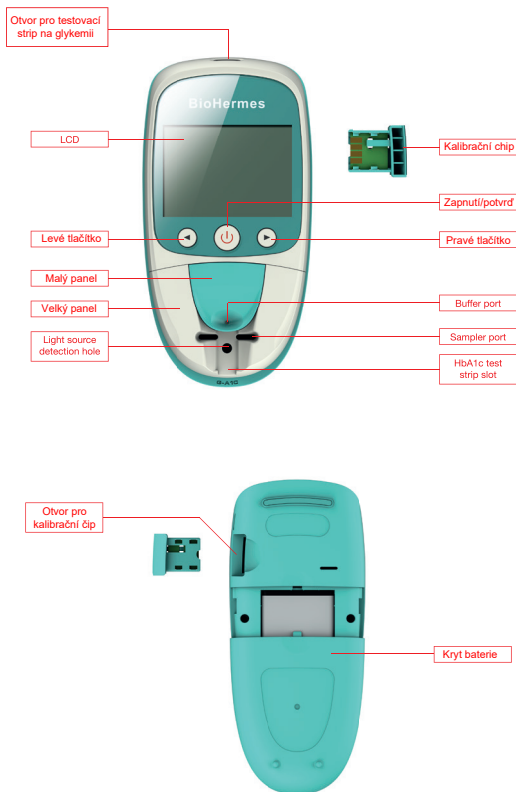 Otvor pro testovací
strip na glykemii
BioHermes
LCD
Kalibrační chip
Zapnutí/potvrď
Levé tlačítko
Pravé tlačítko
Malý panel
Velký panel
Buffer port
Light source
detection hole
Sampler port
HbA1c test
strip slot
G-A1C
Otvor pro
kalibrační čip
Kryt baterie